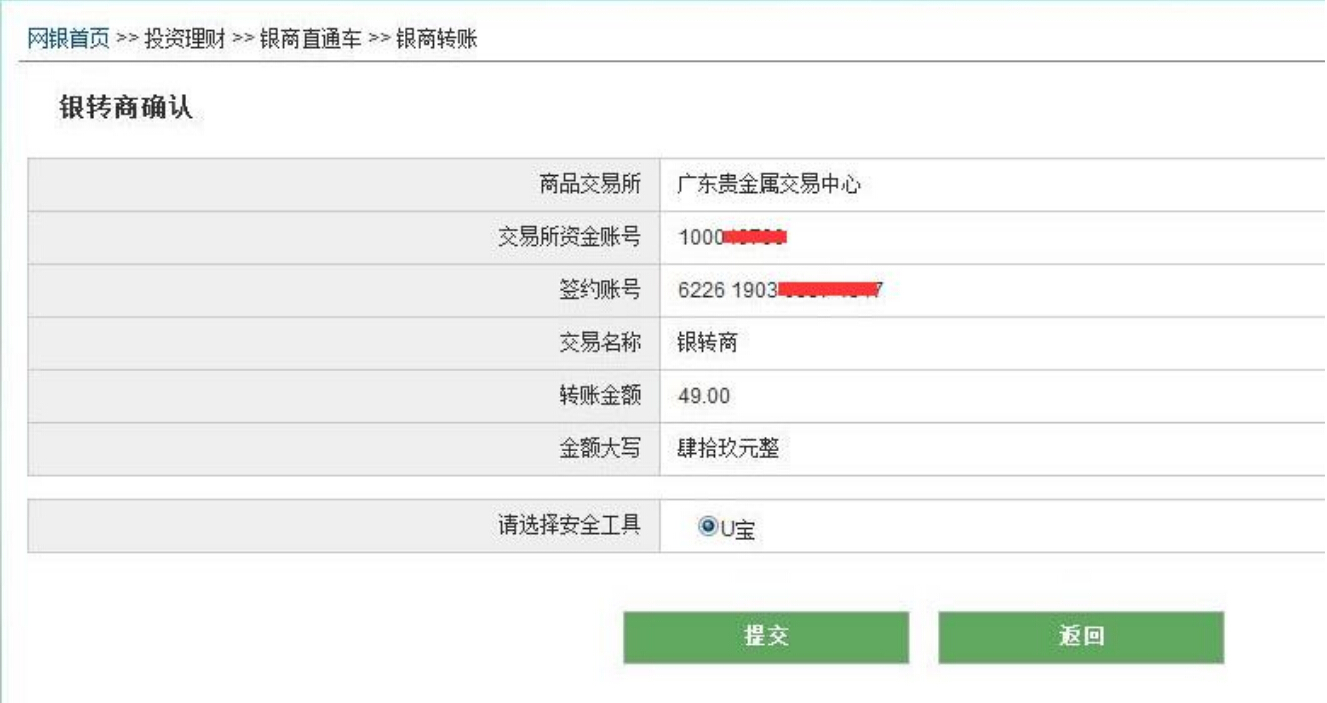 网银首页 >> 投资理财 >> 银商直通车 >> 银商转账
银转商确认
商品交易所 广东贵金属交易中心
交易所资金账号 1000
签约账号 6226 1903 7
交易名称 银转商
转账金额 49.00
金额大写 肆拾玖元整
请选择安全工具 U宝
提交 返回